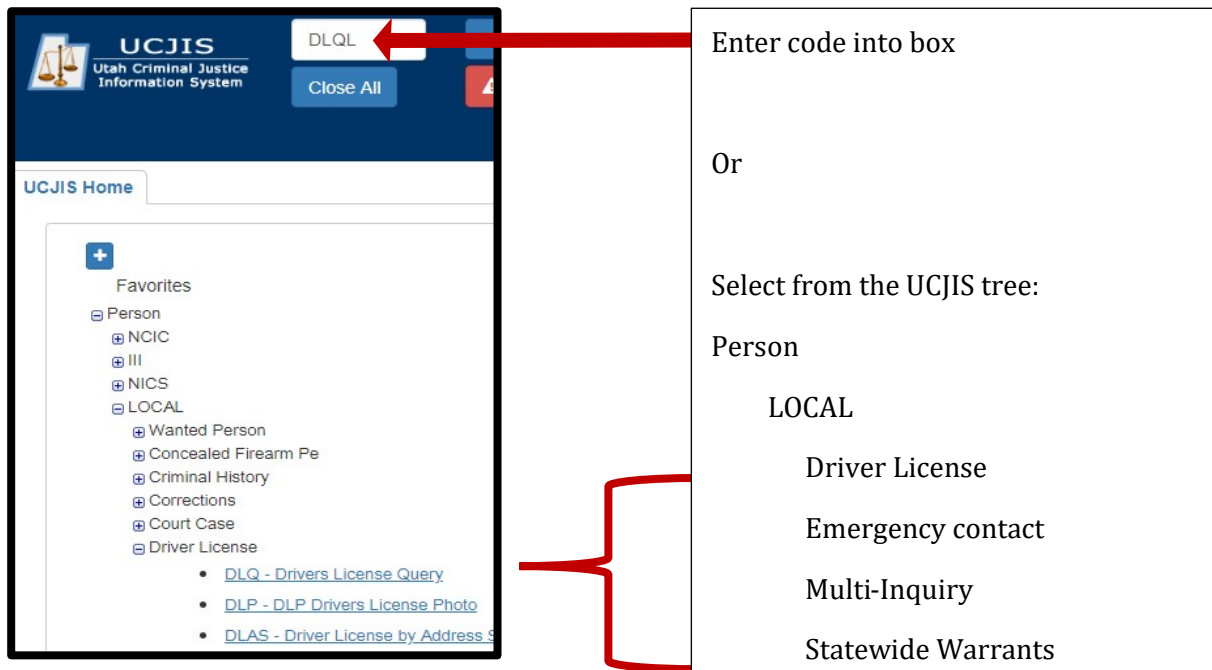 UCJIS
Utah Criminal Justice
Information System
DLQL
Close All
UCJIS Home
Favorites
Person
NCIC
III
NICS
LOCAL
Wanted Person
Concealed Firearm Pe
Criminal History
Corrections
Court Case
Driver License
DLQ - Drivers License Query
DLP - DLP Drivers License Photo
DLAS - Driver License by Address S
Enter code into box
Or
Select from the UCJIS tree:
Person
LOCAL
Driver License
Emergency contact
Multi-Inquiry
Statewide Warrants